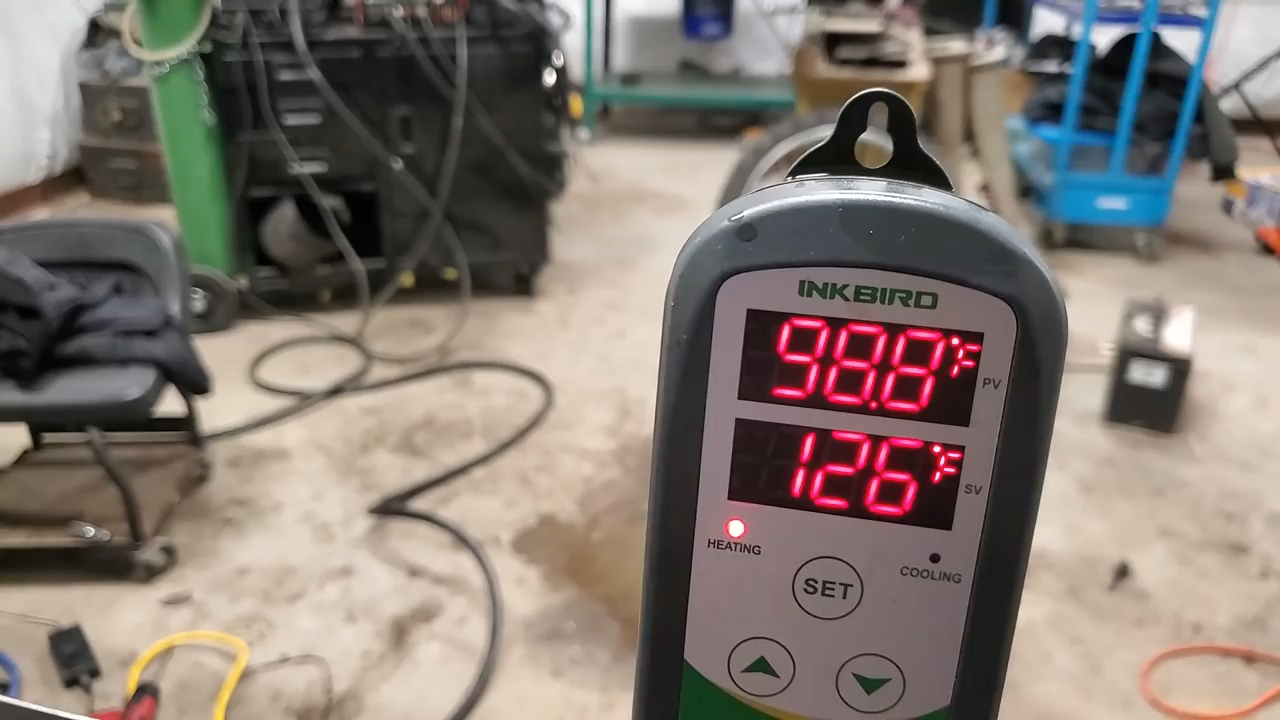 INKBIRD
98.8°F
PV
126°F
SV
HEATING
COOLING
SET